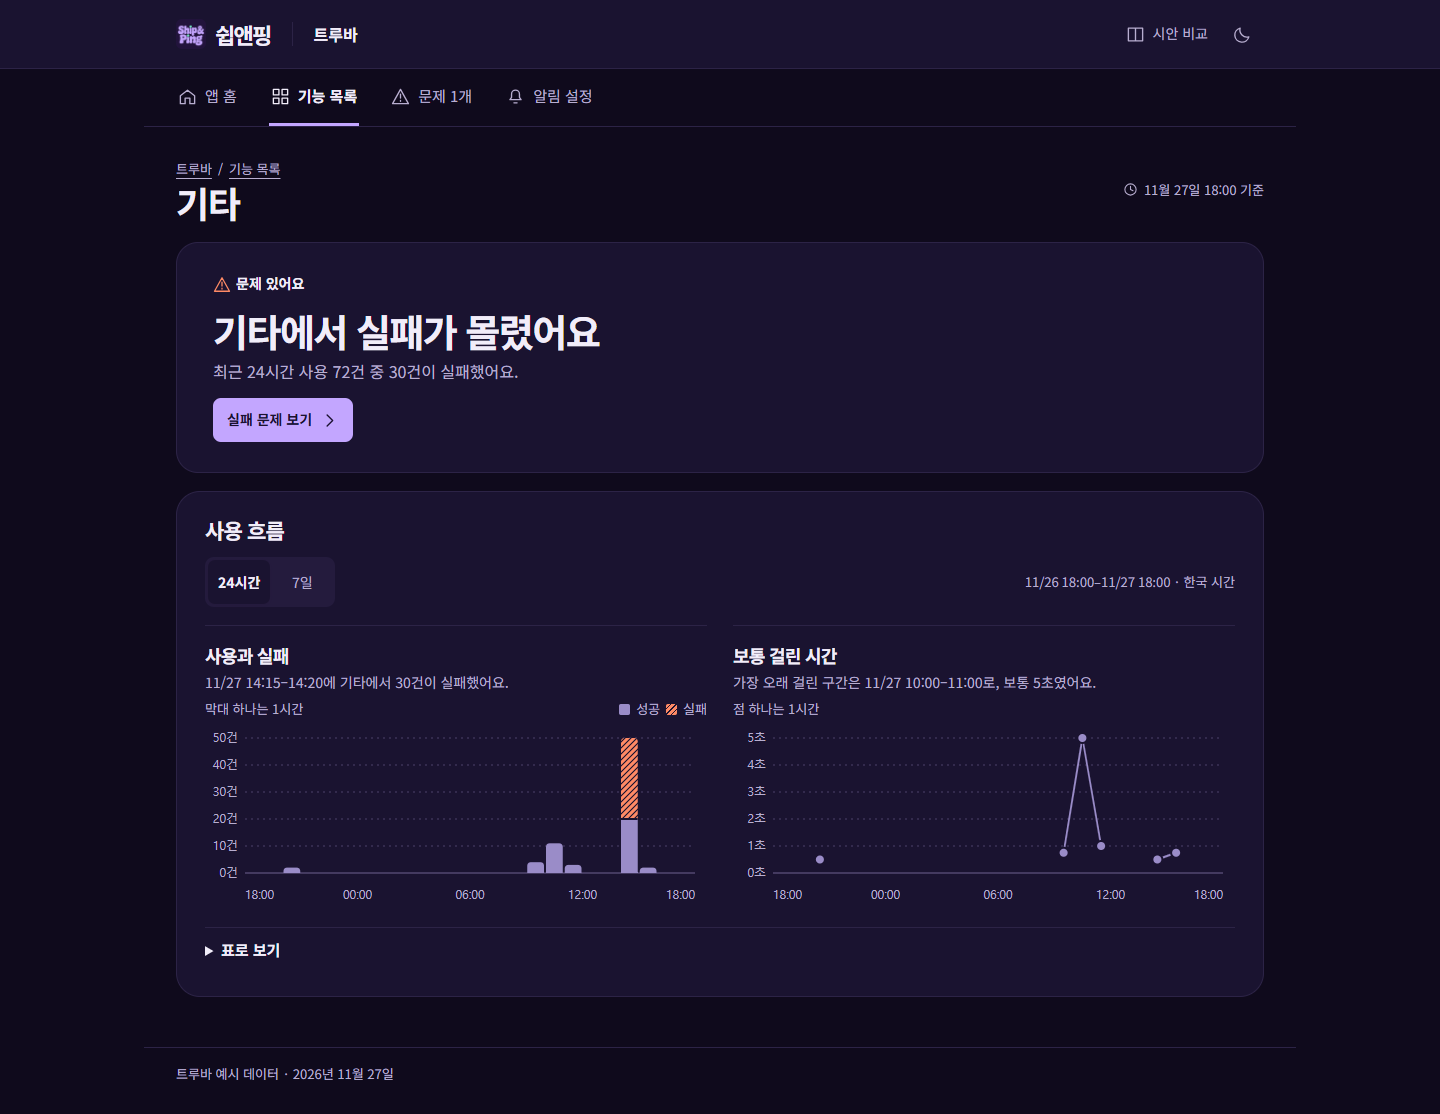 Ship&
Ping
쉽앤핑
트루바
시안 비교
앱 홈
기능 목록
문제 1개
알림 설정
트루바 / 기능 목록
기타
11월 27일 18:00 기준
문제 있어요
기타에서 실패가 몰렸어요
최근 24시간 사용 72건 중 30건이 실패했어요.
실패 문제 보기
사용 흐름
24시간
7일
11/26 18:00–11/27 18:00 · 한국 시간
사용과 실패
11/27 14:15–14:20에 기타에서 30건이 실패했어요.
막대 하나는 1시간
성공
실패
50건
40건
30건
20건
10건
0건
18:00
00:00
06:00
12:00
18:00
보통 걸린 시간
가장 오래 걸린 구간은 11/27 10:00–11:00로, 보통 5초였어요.
점 하나는 1시간
5초
4초
3초
2초
1초
0초
18:00
00:00
06:00
12:00
18:00
표로 보기
트루바 예시 데이터 · 2026년 11월 27일